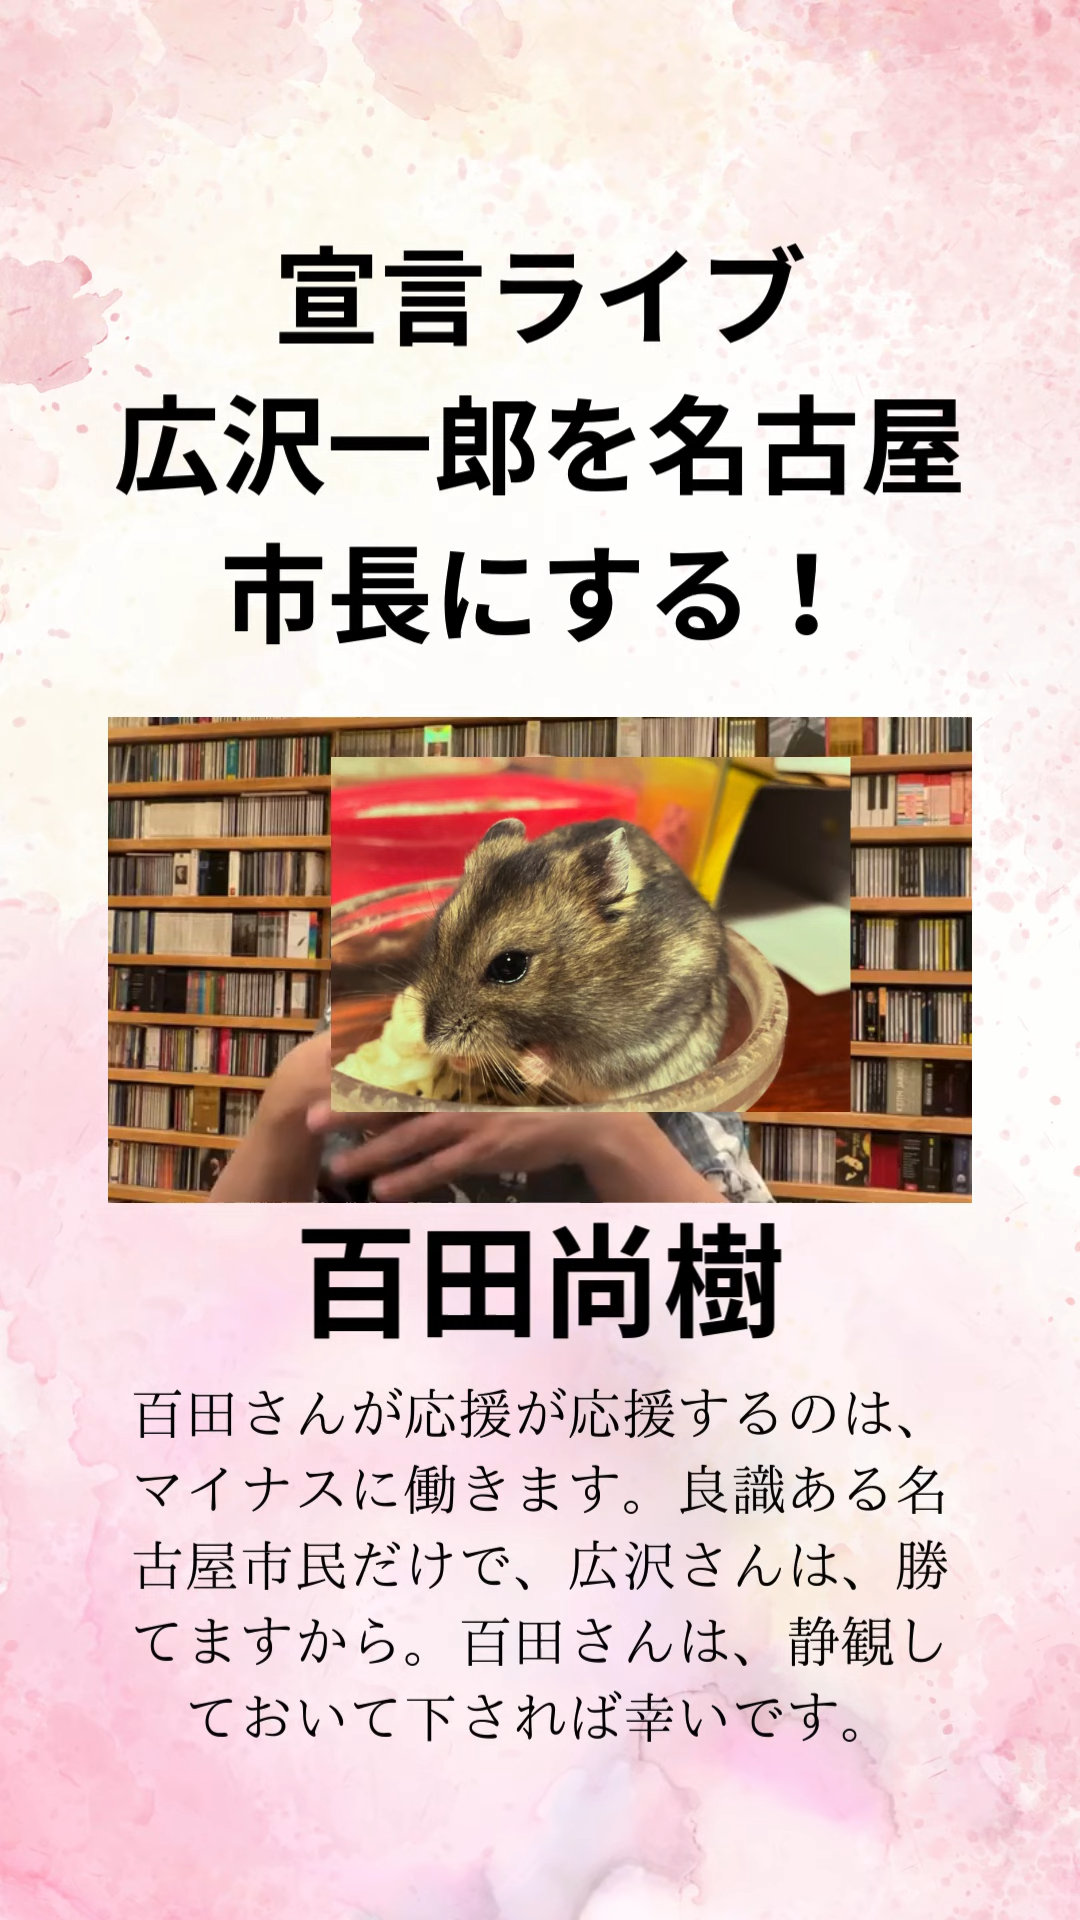 宣言ライブ
広沢一郎を名古屋
市長にする！
百田尚樹
百田さんが応援が応援するのは、
マイナスに働きます。良識ある名
古屋市民だけで、広沢さんは、勝
てますから。百田さんは、静観し
ておいて下されば幸いです。